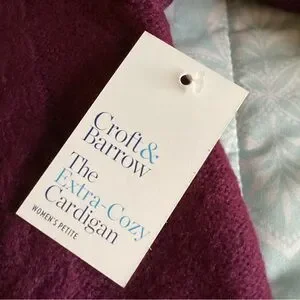 Croft&
Barrow
The
Extra-Cozy
Cardigan
WOMEN'S PETITE